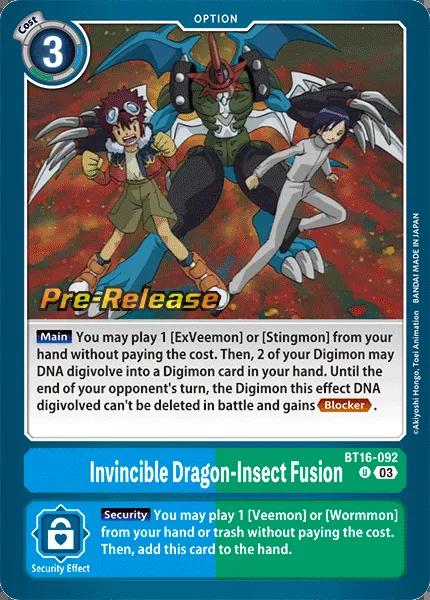 OPTION
Cost
3
Pre-Release
Main You may play 1 [ExVeemon] or [Stingmon] from your
hand without paying the cost. Then, 2 of your Digimon may
DNA digivolve into a Digimon card in your hand. Until the
end of your opponent's turn, the Digimon this effect DNA
digivolved can't be deleted in battle and gains Blocker.
©Akiyoshi Hongo, Toei Animation BANDAI MADE IN JAPAN
BT16-092
Invincible Dragon-Insect Fusion U 03
Security You may play 1 [Veemon] or [Wormmon]
from your hand or trash without paying the cost.
Then, add this card to the hand.
Security Effect